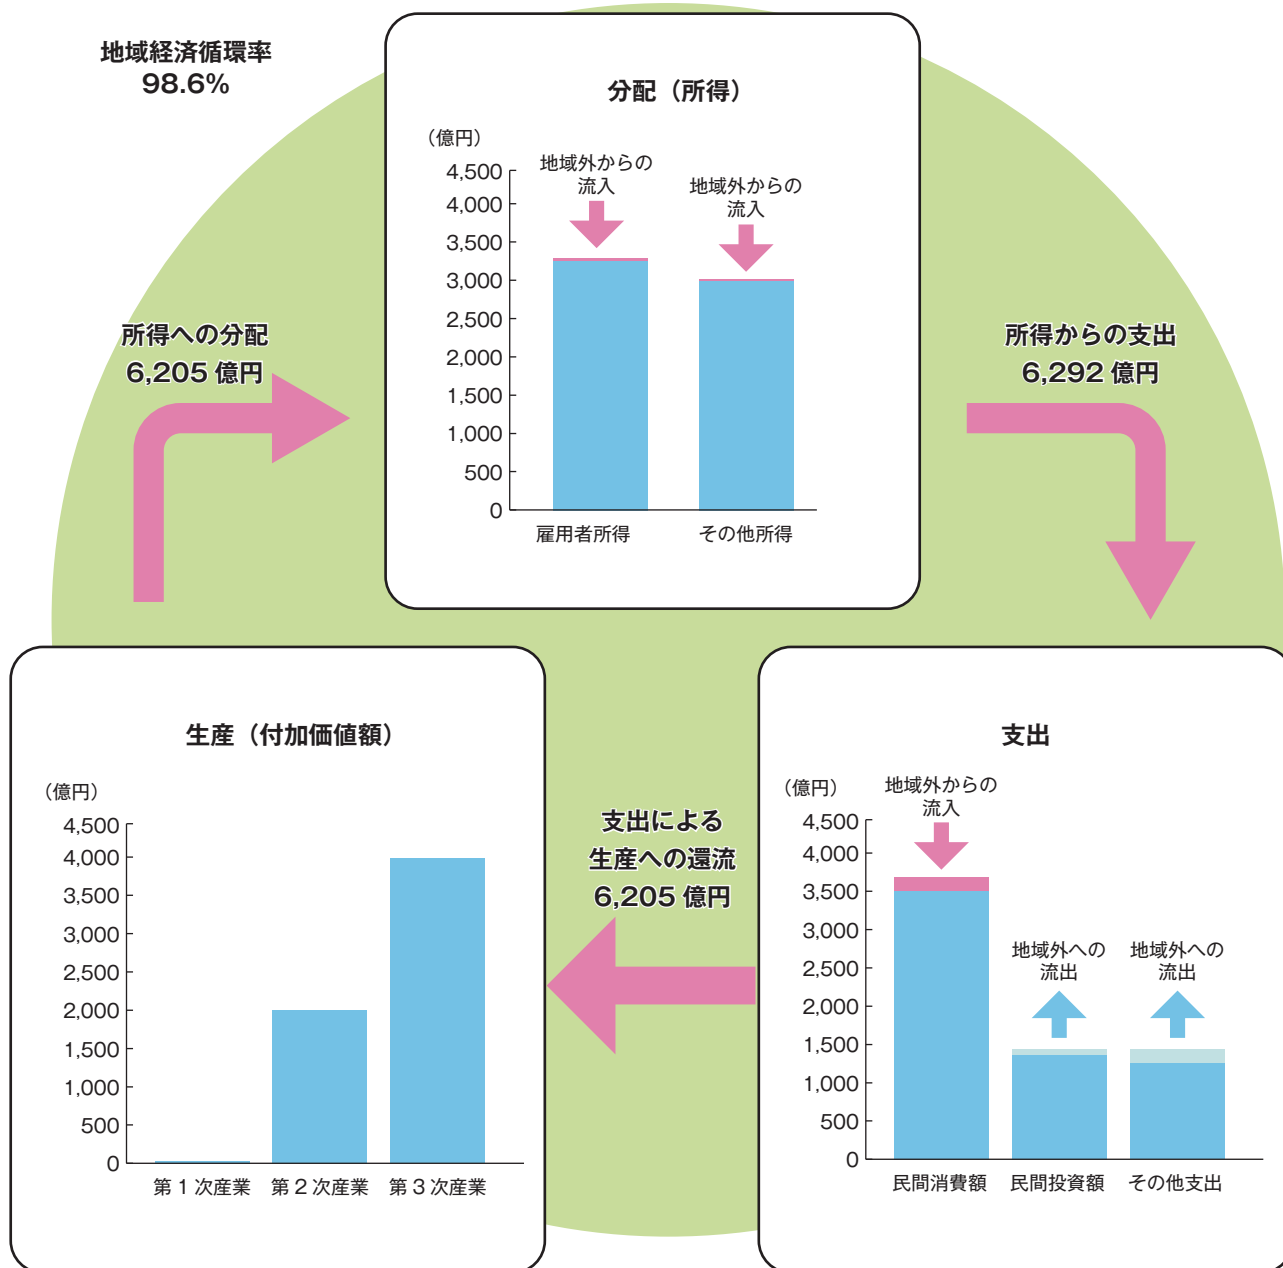 地域経済循環率
98.6%
分配（所得）
（億円）
4,500
4,000
3,500
3,000
2,500
2,000
1,500
1,000
500
0
地域外からの
流入
地域外からの
流入
雇用者所得
その他所得
所得への分配
6,205 億円
所得からの支出
6,292 億円
生産（付加価値額）
（億円）
4,500
4,000
3,500
3,000
2,500
2,000
1,500
1,000
500
0
第 1 次産業
第 2 次産業
第 3 次産業
支出による
生産への還流
6,205 億円
支出
（億円）
4,500
4,000
3,500
3,000
2,500
2,000
1,500
1,000
500
0
地域外からの
流入
地域外への
流出
地域外への
流出
民間消費額
民間投資額
その他支出